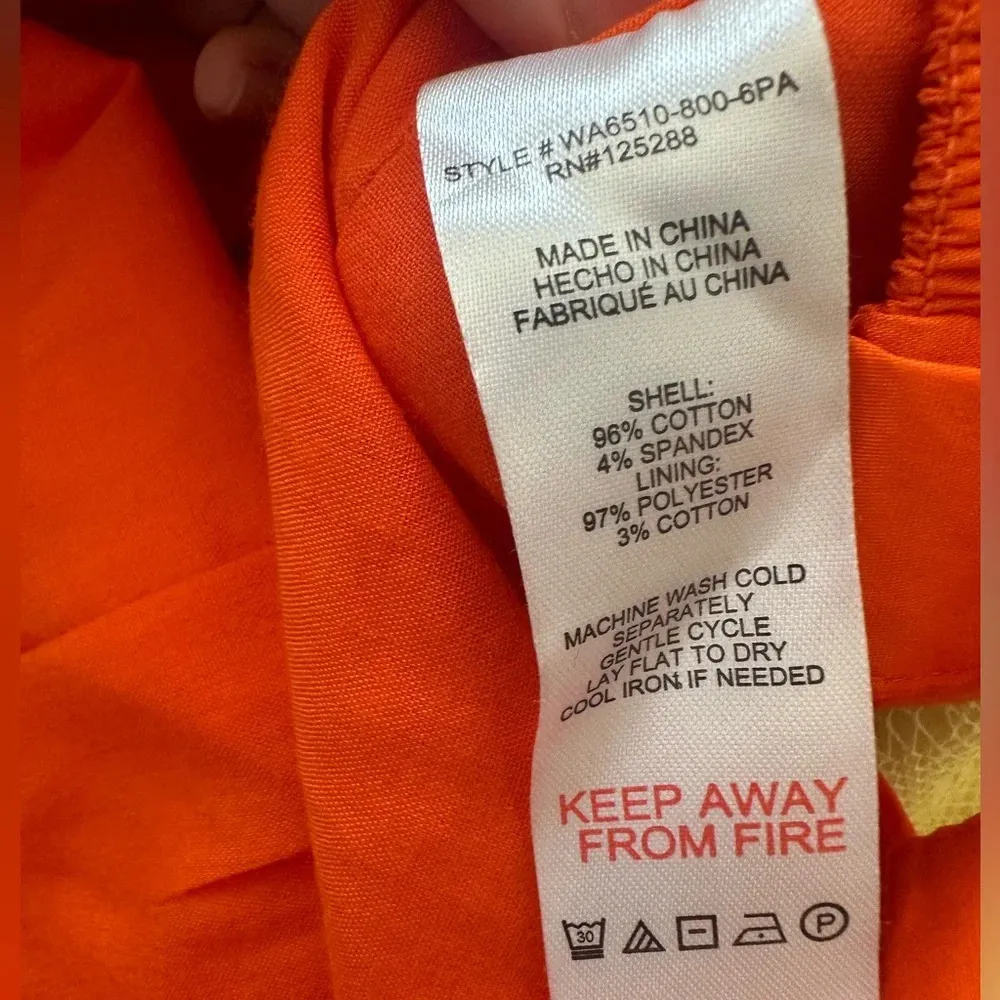 STYLE # WA6510-800-6PA
RN#125288
MADE IN CHINA
HECHO IN CHINA
FABRIQUÉ AU CHINA
SHELL:
96% COTTON
4% SPANDEX
LINING:
97% POLYESTER
3% COTTON
MACHINE WASH COLD
SEPARATELY
GENTLE CYCLE
LAY FLAT TO DRY
COOL IRON IF NEEDED
KEEP AWAY
FROM FIRE
30 P